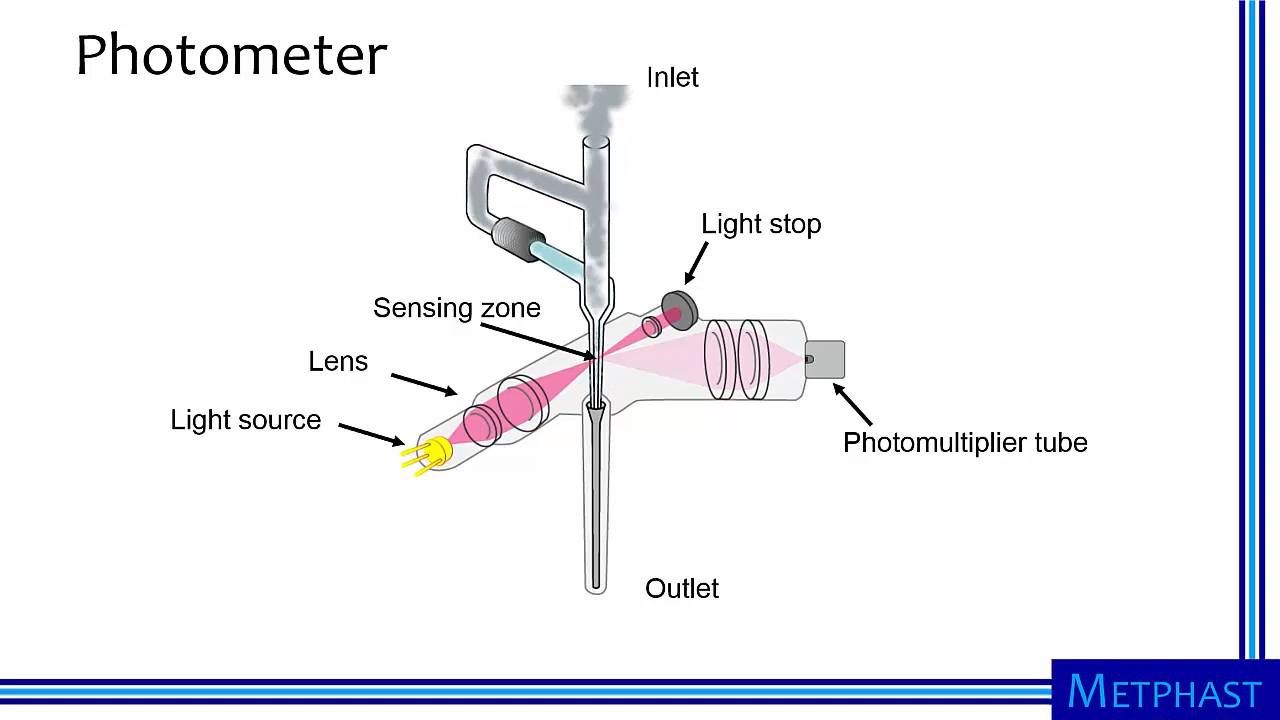 Photometer
Inlet
Light stop
Sensing zone
Lens
Light source
Photomultiplier tube
Outlet
METPHAST